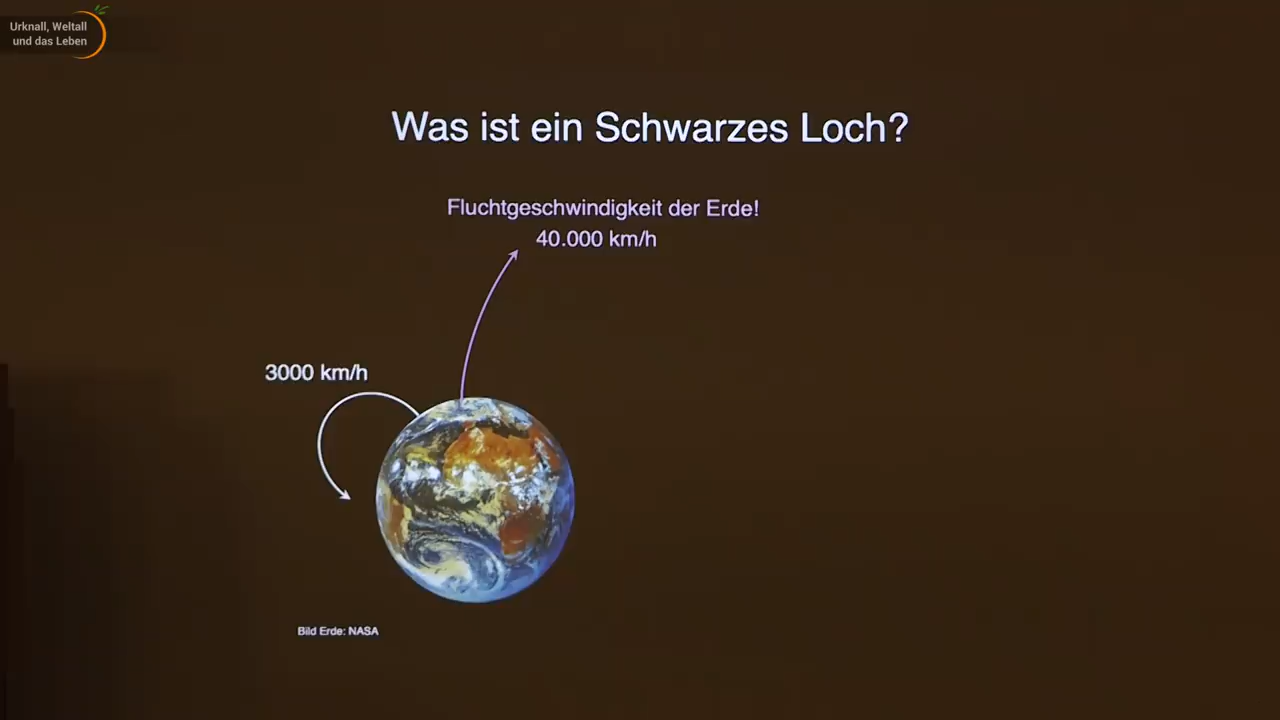 Urknall, Weltall
und das Leben
Was ist ein Schwarzes Loch?
Fluchtgeschwindigkeit der Erde!
40.000 km/h
3000 km/h
Bild Erde: NASA